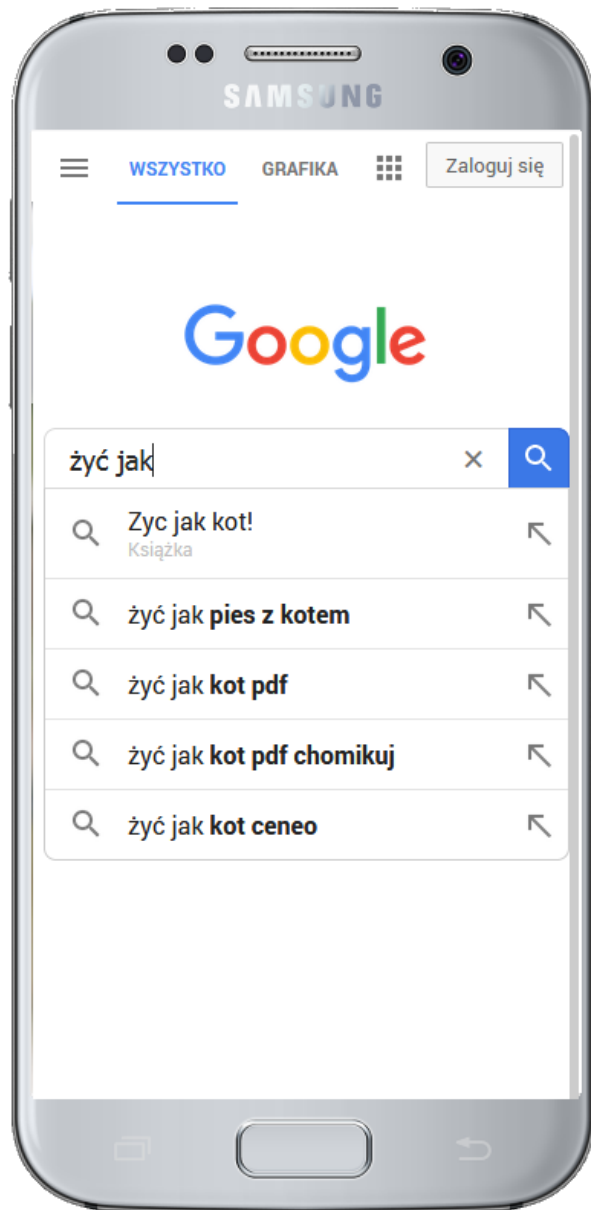 SAMSUNG
WSZYSTKO GRAFIKA Zaloguj się
Google
żyć jak
Zyc jak kot!
Książka
żyć jak pies z kotem
żyć jak kot pdf
żyć jak kot pdf chomikuj
żyć jak kot ceneo